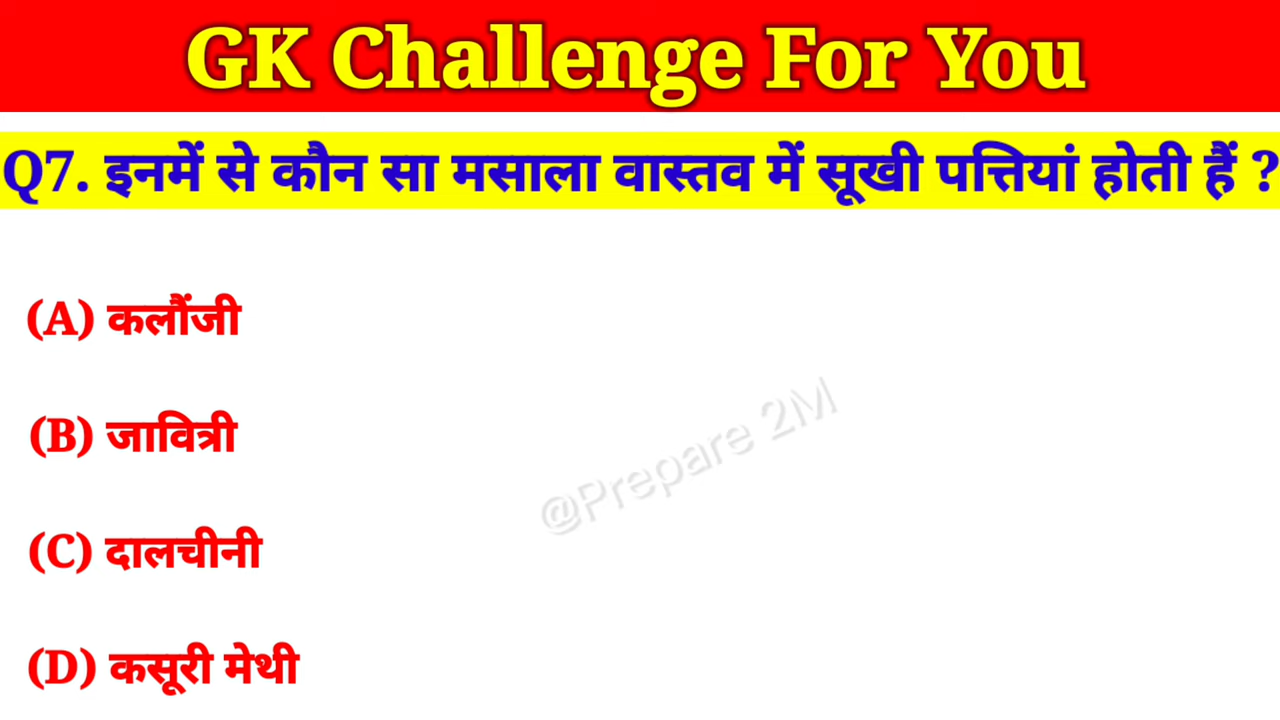 GK Challenge For You
Q7. इनमें से कौन सा मसाला वास्तव में सूखी पत्तियां होती हैं ?
(A) कलौंजी
(B) जावित्री
@Prepare 2M
(C) दालचीनी
(D) कसूरी मेथी